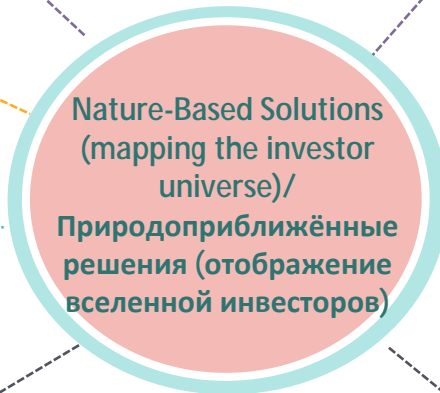 Nature-Based Solutions
(mapping the investor
universe)/
Природоприближённые
решения (отображение
вселенной инвесторов)